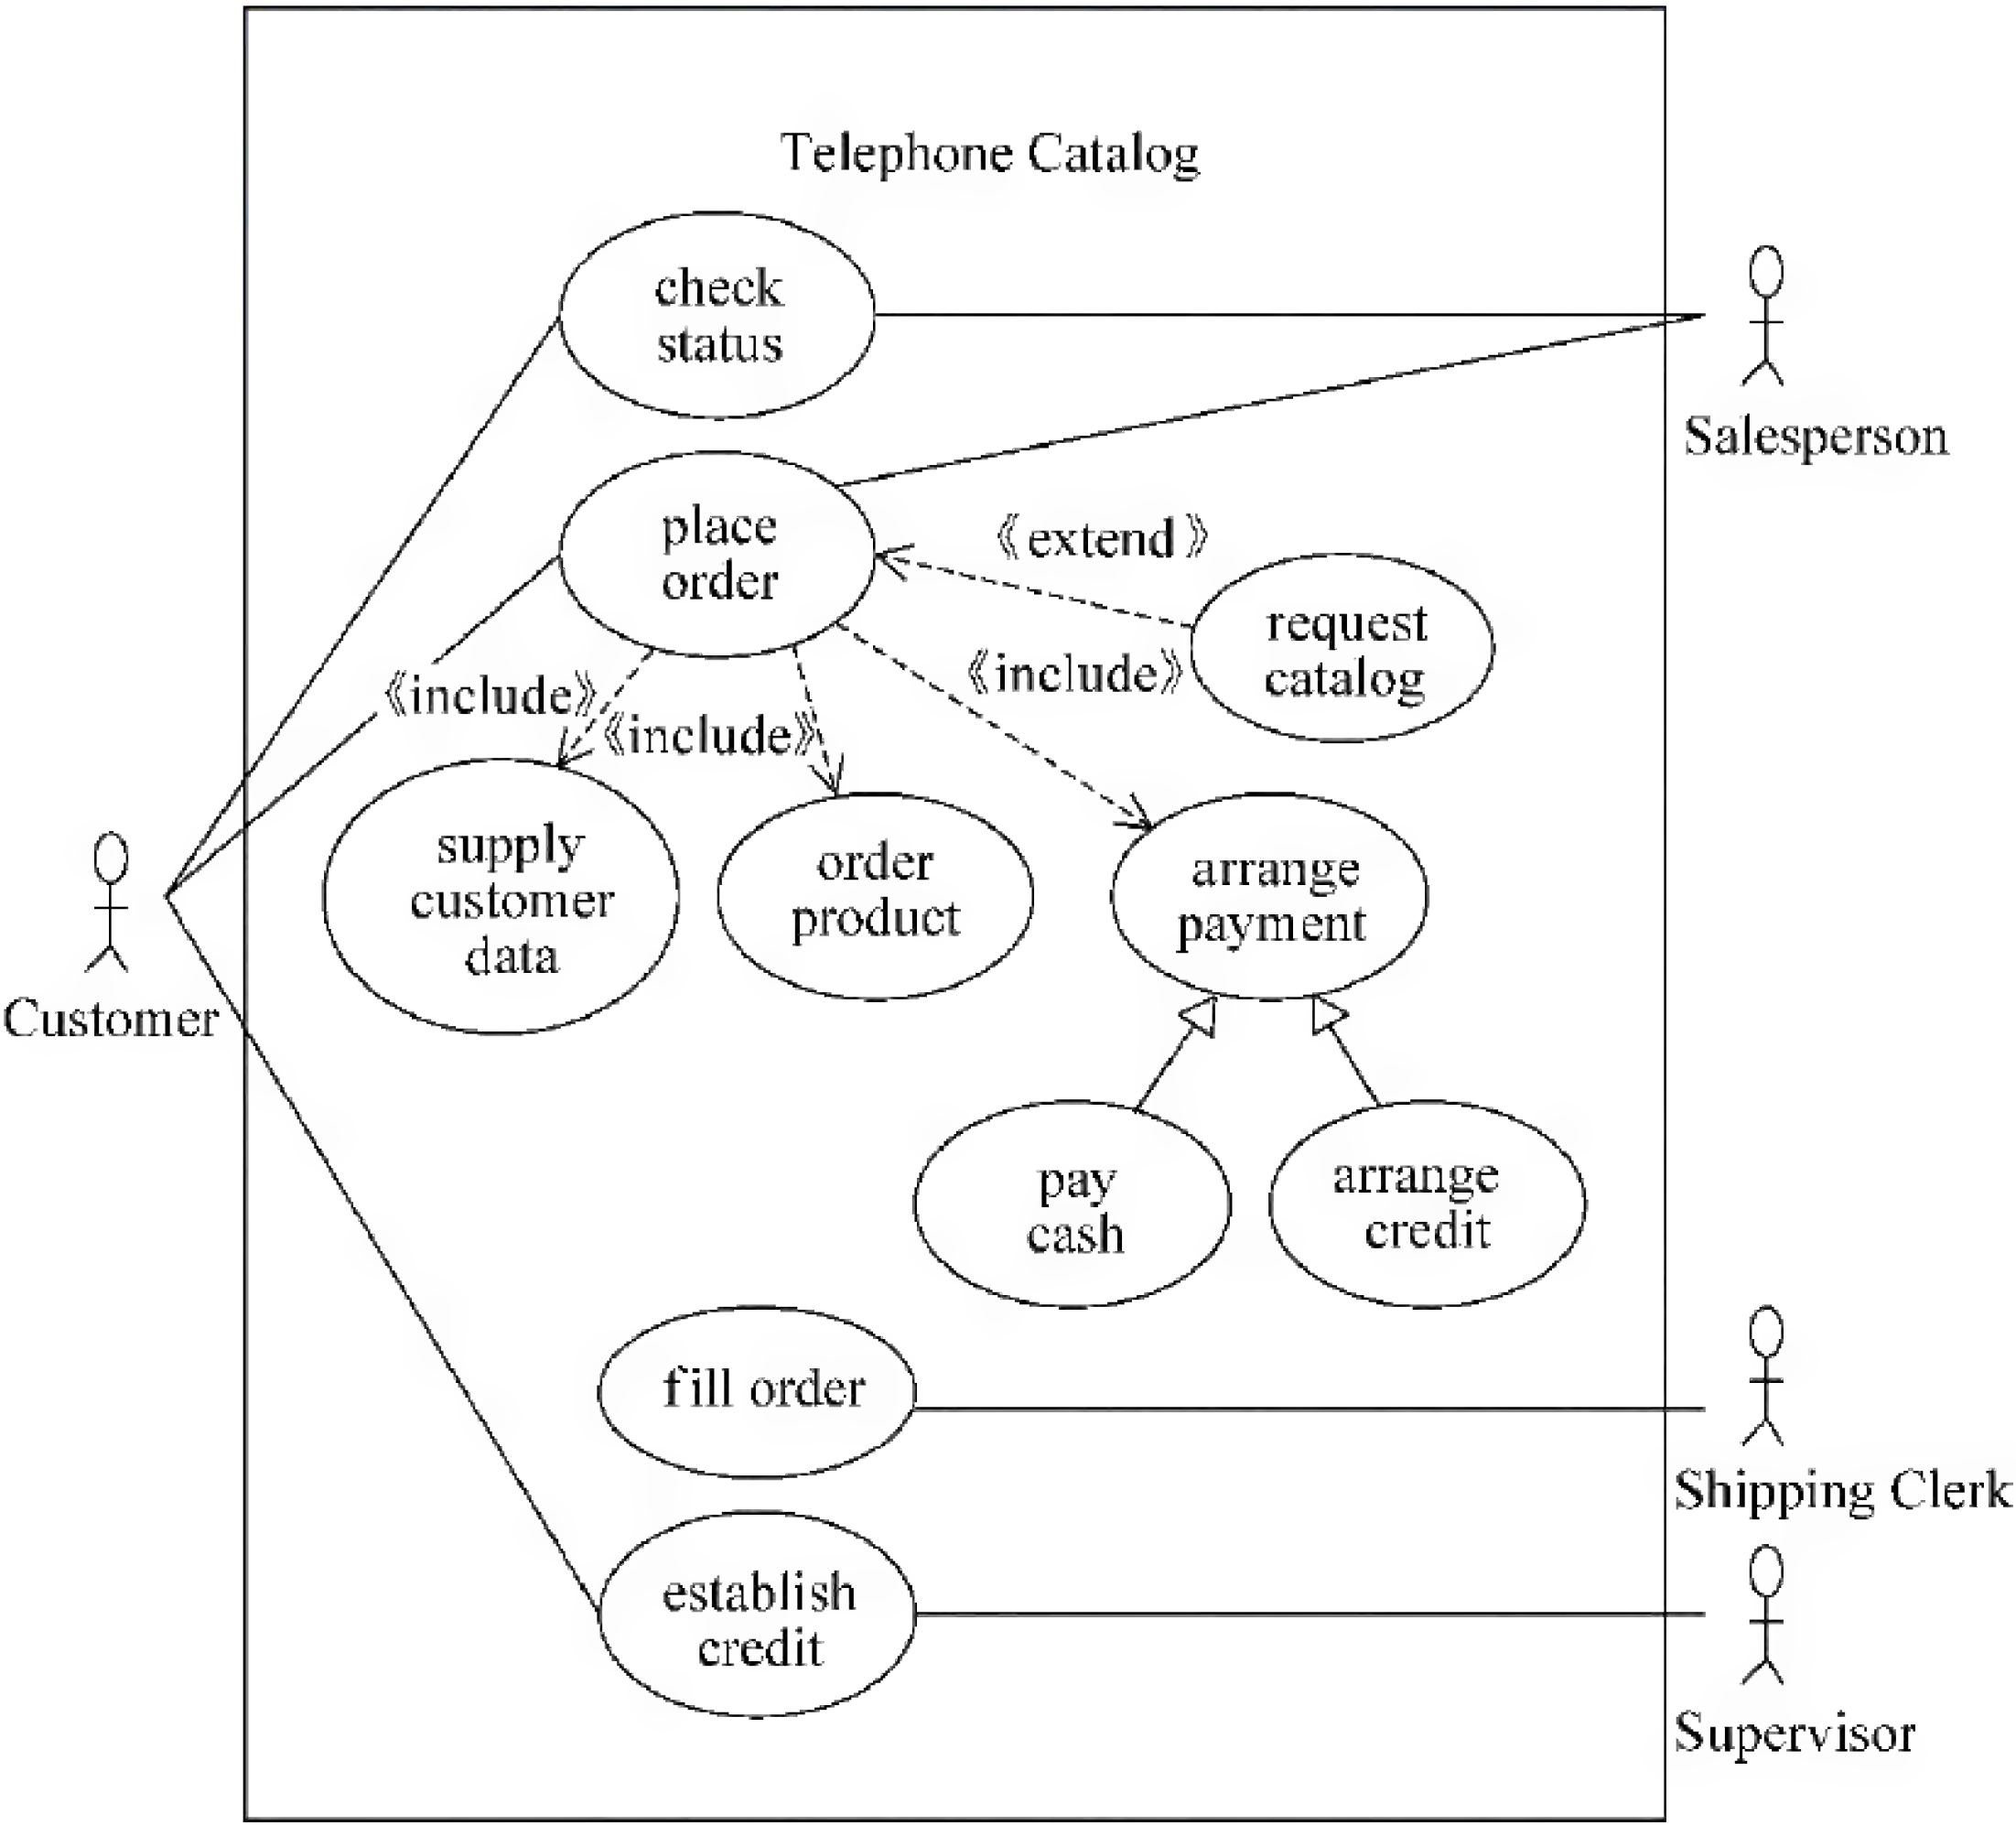 Telephone Catalog
check
status
Salesperson
place
order
《extend》
request
catalog
《include》
《include》
《include》
supply
customer
data
order
product
arrange
payment
Customer
pay
cash
arrange
credit
fill order
Shipping Clerk
establish
credit
Supervisor